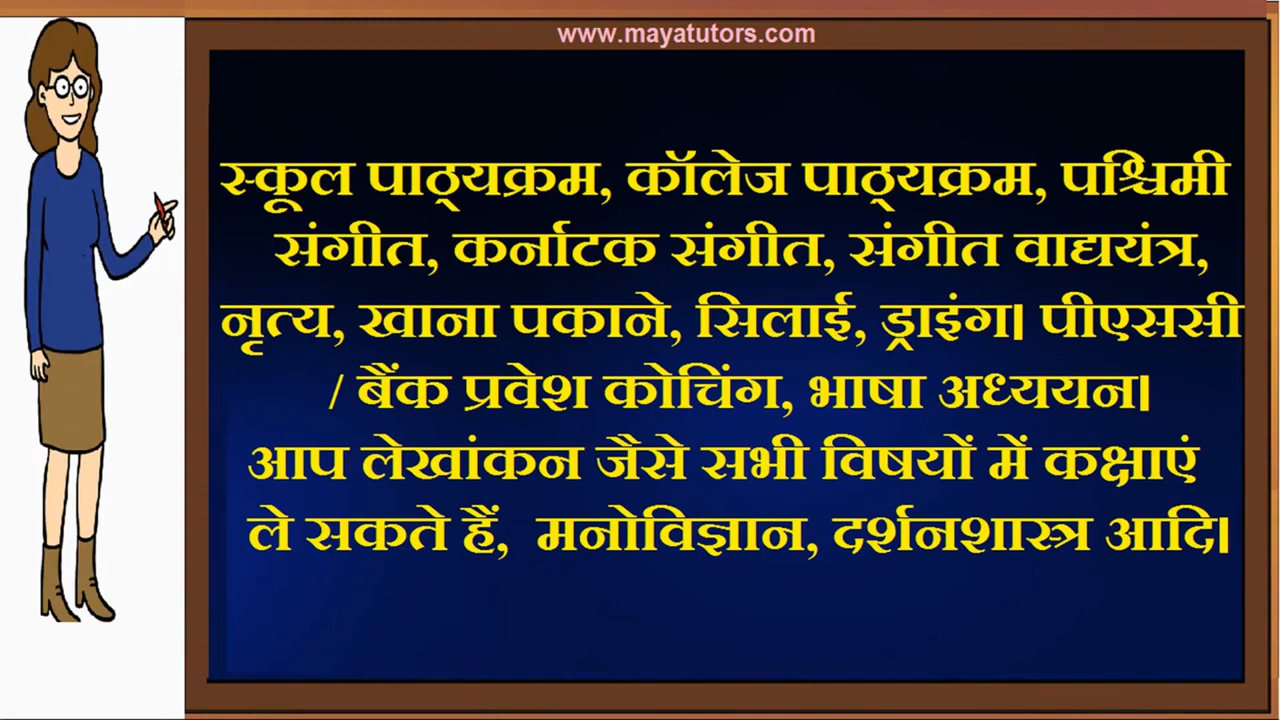 www.mayatutors.com
स्कूल पाठ्यक्रम, कॉलेज पाठ्यक्रम, पश्चिमी
संगीत, कर्नाटक संगीत, संगीत वाद्ययंत्र,
नृत्य, खाना पकाने, सिलाई, ड्राइंग। पीएससी
/ बैंक प्रवेश कोचिंग, भाषा अध्ययन।
आप लेखांकन जैसे सभी विषयों में कक्षाएं
ले सकते हैं, मनोविज्ञान, दर्शनशास्त्र आदि।